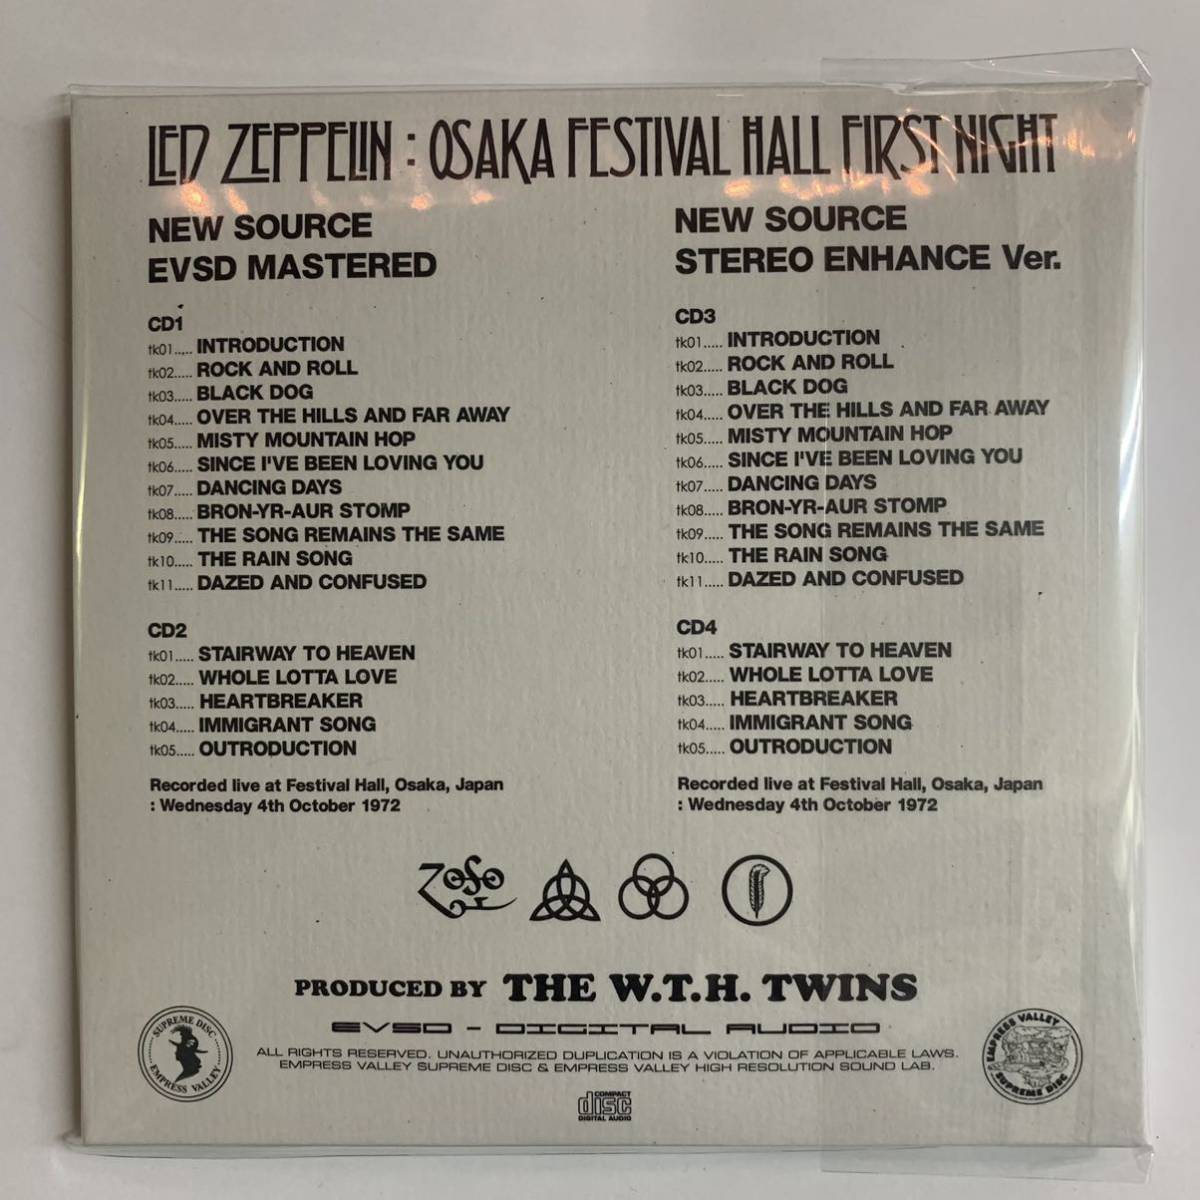 LED ZEPPELIN : OSAKA FESTIVAL HALL FIRST NIGHT
NEW SOURCE
EVSD MASTERED
CD1
tk01..... INTRODUCTION
tk02..... ROCK AND ROLL
tk03..... BLACK DOG
tk04..... OVER THE HILLS AND FAR AWAY
tk05..... MISTY MOUNTAIN HOP
tk06..... SINCE I'VE BEEN LOVING YOU
tk07..... DANCING DAYS
tk08..... BRON-YR-AUR STOMP
tk09..... THE SONG REMAINS THE SAME
tk10..... THE RAIN SONG
tk11..... DAZED AND CONFUSED
CD2
tk01..... STAIRWAY TO HEAVEN
tk02..... WHOLE LOTTA LOVE
tk03..... HEARTBREAKER
tk04..... IMMIGRANT SONG
tk05..... OUTRODUCTION
Recorded live at Festival Hall, Osaka, Japan
: Wednesday 4th October 1972
NEW SOURCE
STEREO ENHANCE Ver.
CD3
tk01..... INTRODUCTION
tk02..... ROCK AND ROLL
tk03..... BLACK DOG
tk04..... OVER THE HILLS AND FAR AWAY
tk05..... MISTY MOUNTAIN HOP
tk06..... SINCE I'VE BEEN LOVING YOU
tk07..... DANCING DAYS
tk08..... BRON-YR-AUR STOMP
tk09..... THE SONG REMAINS THE SAME
tk10..... THE RAIN SONG
tk11..... DAZED AND CONFUSED
CD4
tk01..... STAIRWAY TO HEAVEN
tk02..... WHOLE LOTTA LOVE
tk03..... HEARTBREAKER
tk04..... IMMIGRANT SONG
tk05..... OUTRODUCTION
Recorded live at Festival Hall, Osaka, Japan
: Wednesday 4th October 1972
ZoSo
PRODUCED BY THE W.T.H. TWINS
EVSD - DIGITAL AUDIO
ALL RIGHTS RESERVED. UNAUTHORIZED DUPLICATION IS A VIOLATION OF APPLICABLE LAWS.
EMPRESS VALLEY SUPREME DISC & EMPRESS VALLEY HIGH RESOLUTION SOUND LAB.
SUPREME DISC
EMPRESS VALLEY
EMPRESS VALLEY
SUPREME DISC
COMPACT
disc
DIGITAL AUDIO